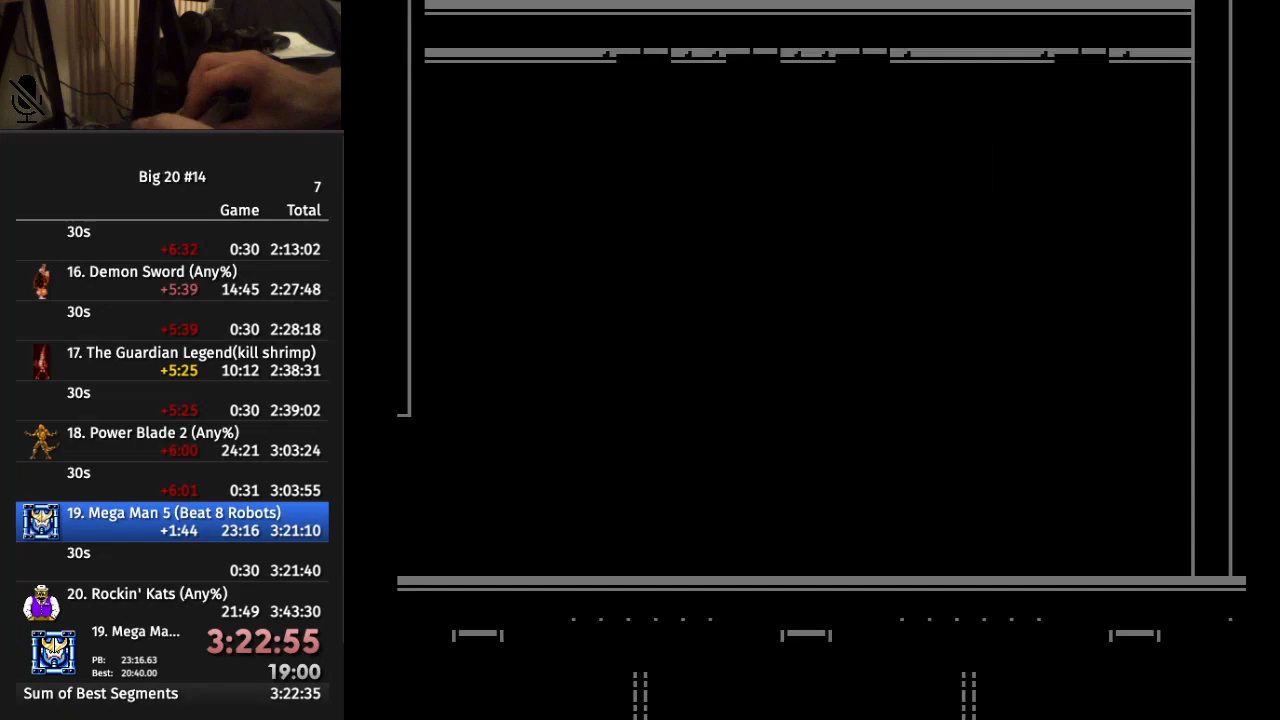 Big 20 #14
7
Game Total
30s
+6:32 0:30 2:13:02
16. Demon Sword (Any%)
+5:39 14:45 2:27:48
30s
+5:39 0:30 2:28:18
17. The Guardian Legend(kill shrimp)
+5:25 10:12 2:38:31
30s
+5:25 0:30 2:39:02
18. Power Blade 2 (Any%)
+6:00 24:21 3:03:24
30s
+6:01 0:31 3:03:55
19. Mega Man 5 (Beat 8 Robots)
+1:44 23:16 3:21:10
30s
0:30 3:21:40
20. Rockin' Kats (Any%)
21:49 3:43:30
19. Mega Ma... 3:22:55
PB: 23:16.63
Best: 20:40.00
19:00
Sum of Best Segments 3:22:35